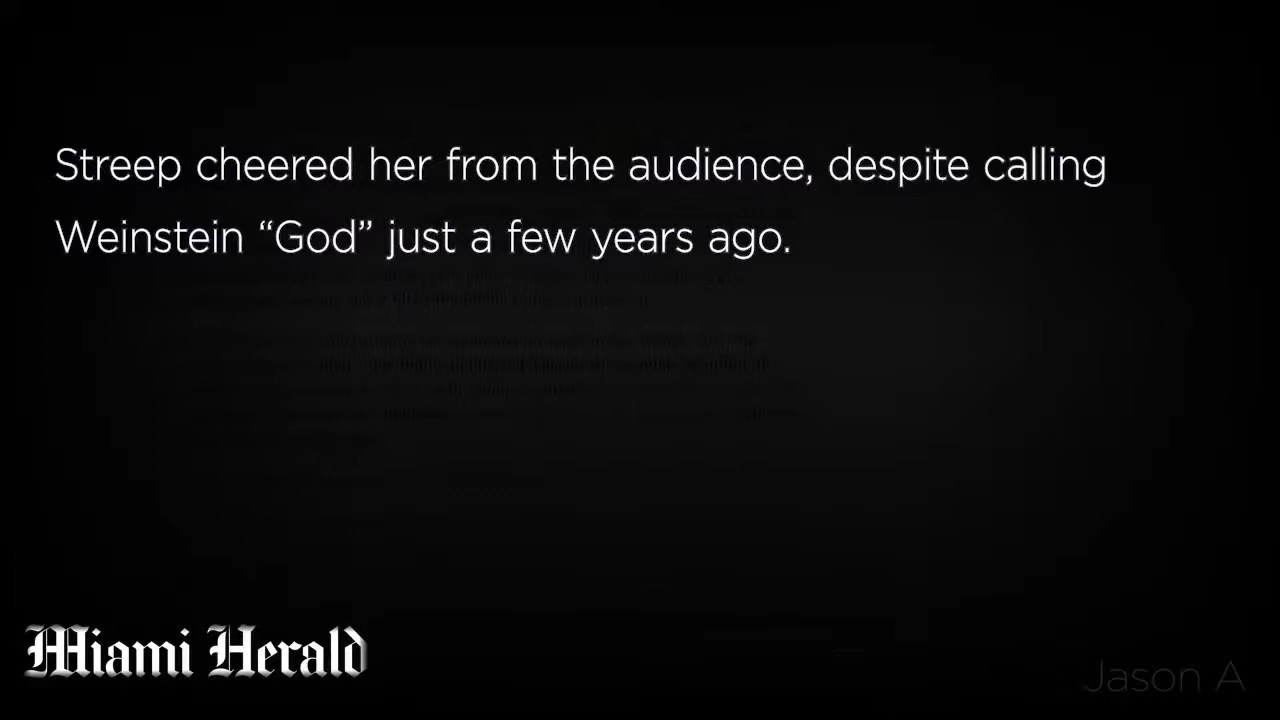 Streep cheered her from the audience, despite calling
Weinstein “God” just a few years ago.
Miami Herald
Jason A